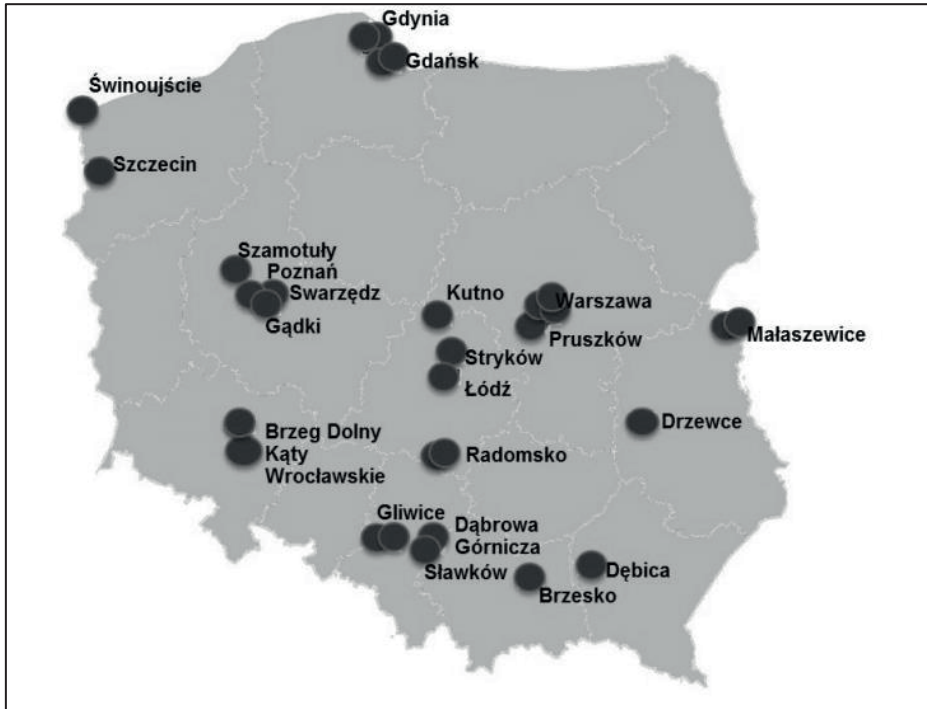 Gdynia
Gdańsk
Świnoujście
Szczecin
Szamotuły
Poznań
Swarzędz
Gądki
Kutno
Warszawa
Pruszków
Małaszewice
Stryków
Łódź
Drzewce
Brzeg Dolny
Kąty
Wrocławskie
Radomsko
Gliwice
Dąbrowa
Górnicza
Sławków
Dębica
Brzesko